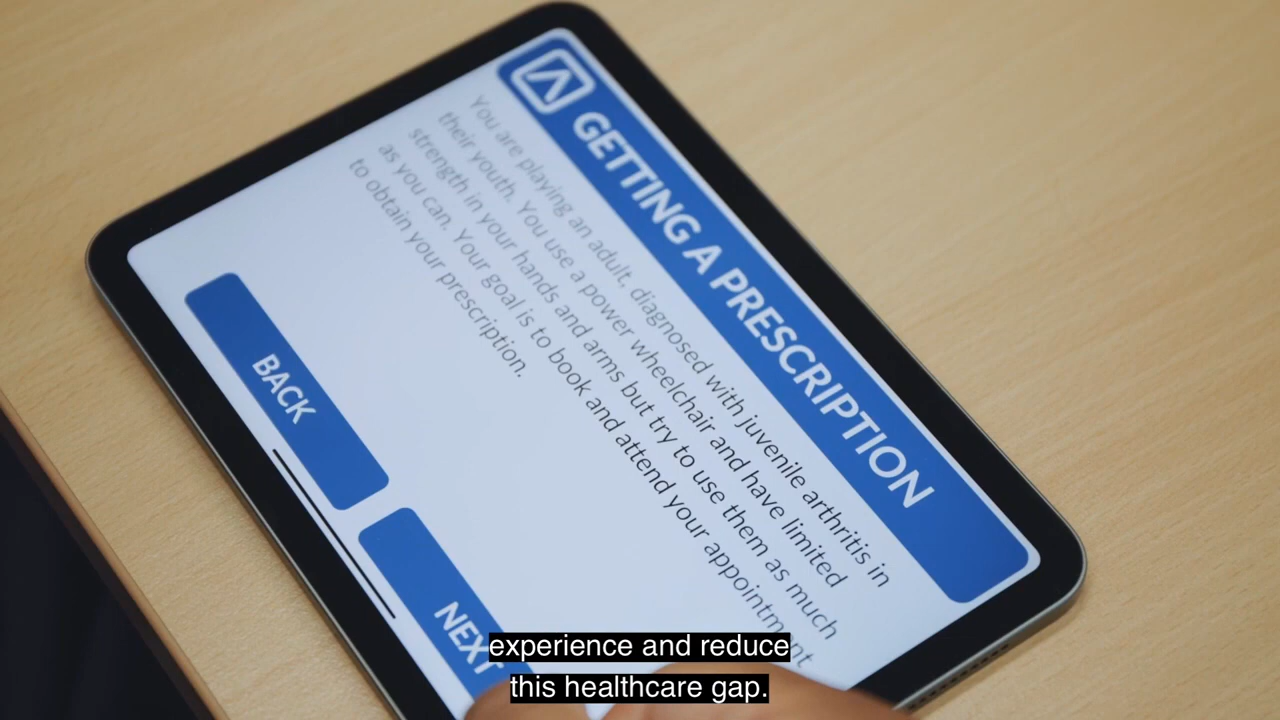 GETTING A PRESCRIPTION
You are playing an adult, diagnosed with juvenile arthritis in
their youth. You use a power wheelchair and have limited
strength in your hands and arms but try to use them as much
as you can. Your goal is to book and attend your appointment
to obtain your prescription.
BACK
NEXT
experience and reduce
this healthcare gap.